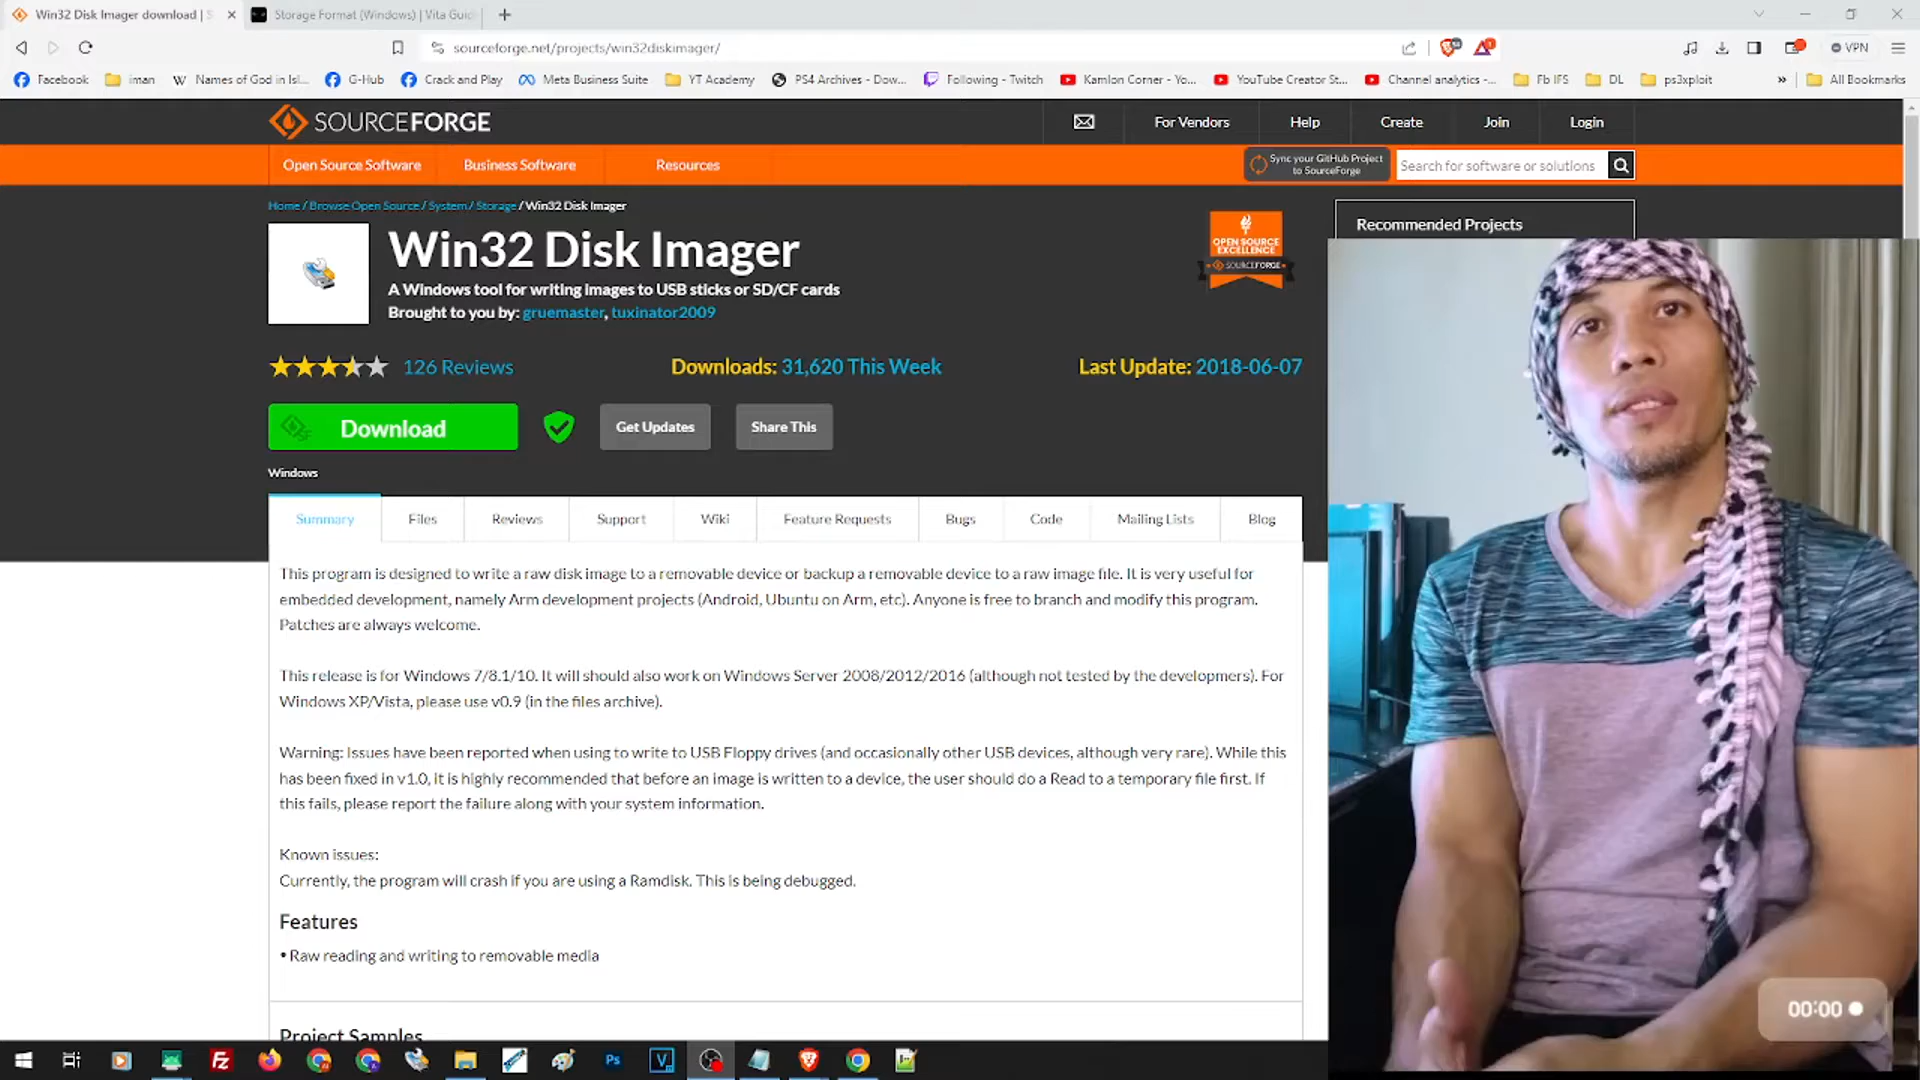 Win32 Disk Imager download | S
Storage Format (Windows) | Vita Guid
sourceforge.net/projects/win32diskimager/
VPN
Facebook
iman
Names of God in Isl...
G-Hub
Crack and Play
Meta Business Suite
YT Academy
PS4 Archives - Dow...
Following - Twitch
Kamlon Corner - Yo...
YouTube Creator St...
Channel analytics -...
Fb IFS
DL
ps3xploit
»
All Bookmarks
SOURCEFORGE
For Vendors
Help
Create
Join
Login
Open Source Software
Business Software
Resources
Sync your GitHub Project
to SourceForge
Search for software or solutions
Home / Browse Open Source / System / Storage / Win32 Disk Imager
Win32 Disk Imager
A Windows tool for writing images to USB sticks or SD/CF cards
Brought to you by: gruemaster, tuxinator2009
OPEN SOURCE
EXCELLENCE
SOURCEFORGE
Recommended Projects
126 Reviews
Downloads: 31,620 This Week
Last Update: 2018-06-07
Download
Get Updates
Share This
Windows
Summary
Files
Reviews
Support
Wiki
Feature Requests
Bugs
Code
Mailing Lists
Blog
This program is designed to write a raw disk image to a removable device or backup a removable device to a raw image file. It is very useful for
embedded development, namely Arm development projects (Android, Ubuntu on Arm, etc). Anyone is free to branch and modify this program.
Patches are always welcome.
This release is for Windows 7/8.1/10. It will should also work on Windows Server 2008/2012/2016 (although not tested by the developmers). For
Windows XP/Vista, please use v0.9 (in the files archive).
Warning: Issues have been reported when using to write to USB Floppy drives (and occasionally other USB devices, although very rare). While this
has been fixed in v1.0, it is highly recommended that before an image is written to a device, the user should do a Read to a temporary file first. If
this fails, please report the failure along with your system information.
Known issues:
Currently, the program will crash if you are using a Ramdisk. This is being debugged.
Features
• Raw reading and writing to removable media
Project Samples
00:00
Fz
Ps
V